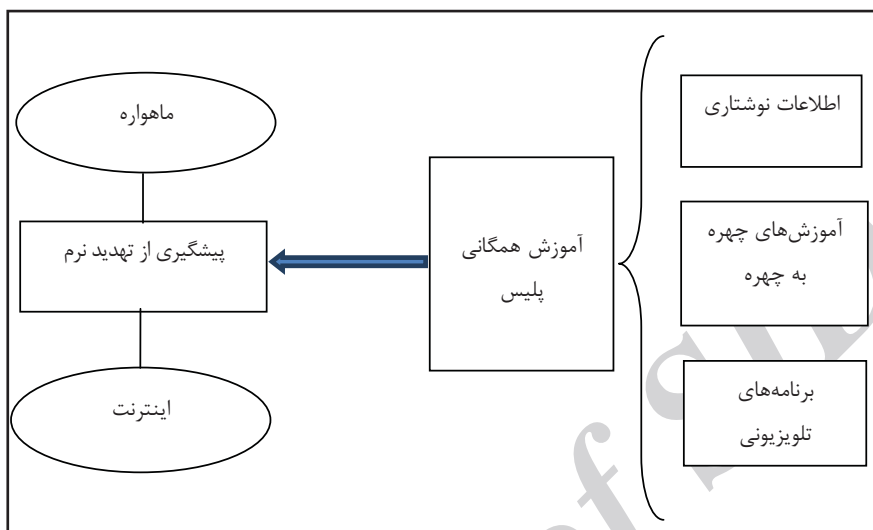 اطلاعات نوشتاری
آموزش‌های چهره
به چهره
برنامه‌های
تلویزیونی
آموزش همگانی
پلیس
ماهواره
پیشگیری از تهدید نرم
اینترنت